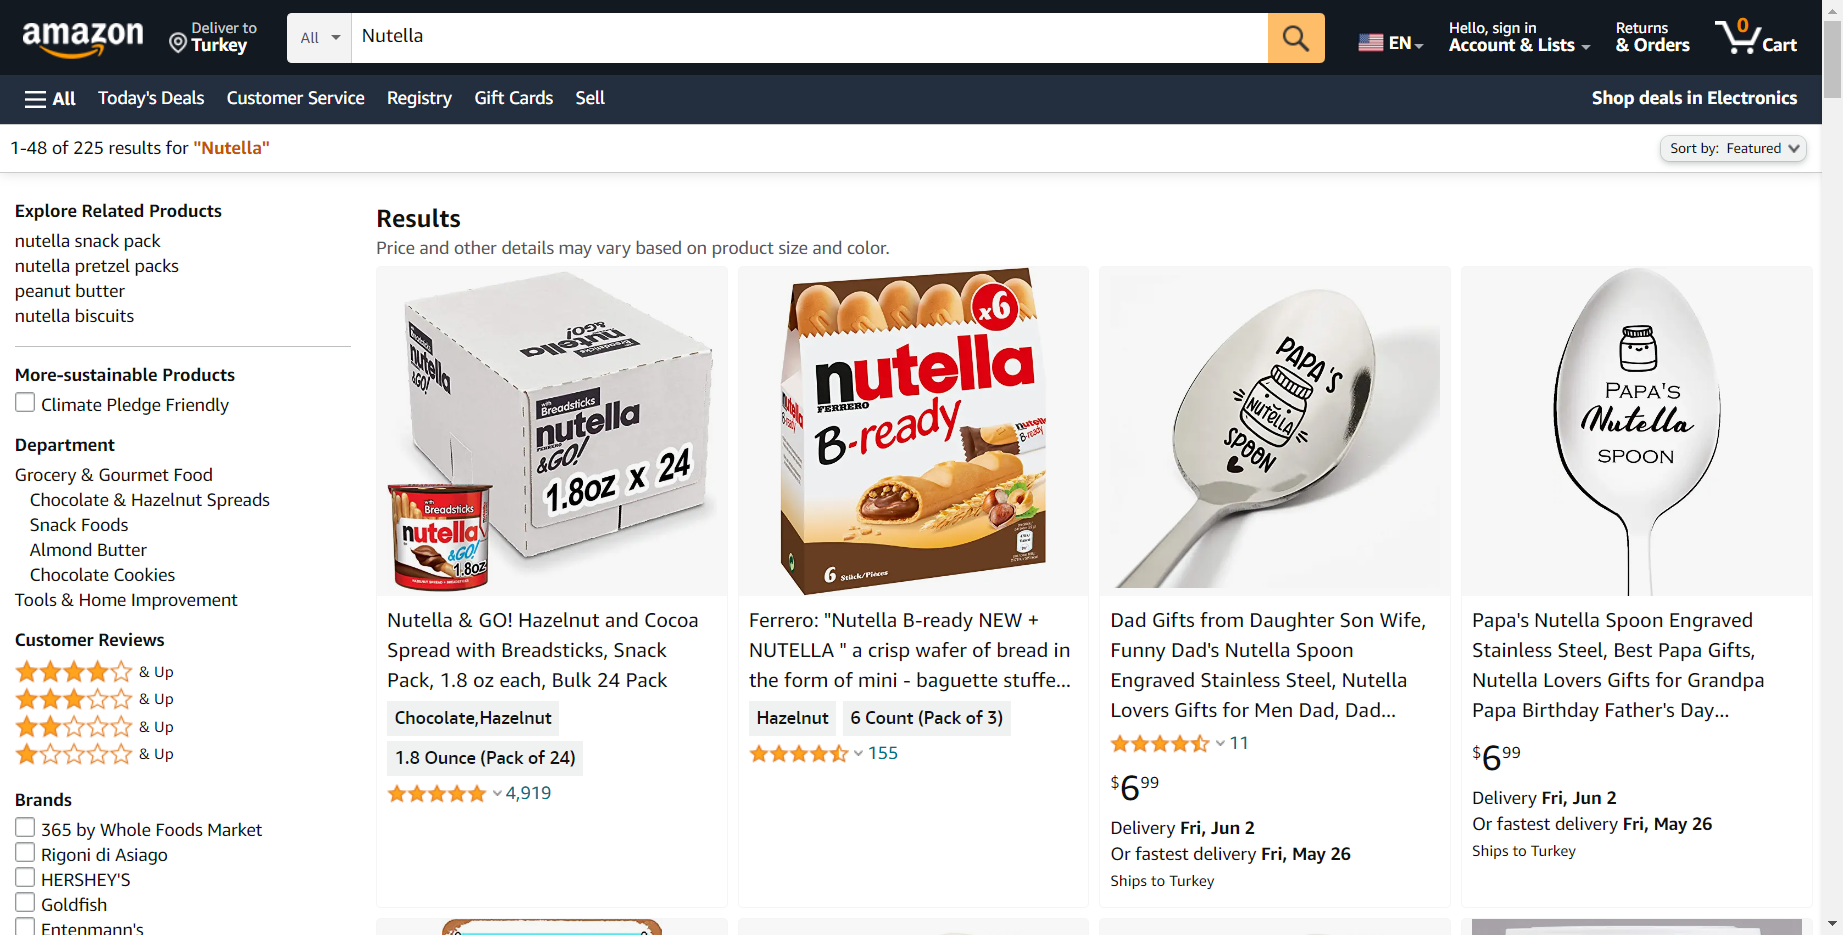 amazon
Deliver to
Turkey
All
Nutella
EN
Hello, sign in
Account & Lists
Returns
& Orders
0
Cart
All
Today's Deals
Customer Service
Registry
Gift Cards
Sell
Shop deals in Electronics
1-48 of 225 results for "Nutella"
Sort by: Featured
Explore Related Products
nutella snack pack
nutella pretzel packs
peanut butter
nutella biscuits
More-sustainable Products
Climate Pledge Friendly
Department
Grocery & Gourmet Food
Chocolate & Hazelnut Spreads
Snack Foods
Almond Butter
Chocolate Cookies
Tools & Home Improvement
Customer Reviews
& Up
& Up
& Up
& Up
Brands
365 by Whole Foods Market
Rigoni di Asiago
HERSHEY'S
Goldfish
Entenmann's
Results
Price and other details may vary based on product size and color.
nutella
&GO!
Breadsticks
nutella
&GO!
with
Breadsticks
nutella
FERRERO
&GO!
1.8oz x 24
with
Breadsticks
nutella
&GO!
1.8oz
Nutella & GO! Hazelnut and Cocoa
Spread with Breadsticks, Snack
Pack, 1.8 oz each, Bulk 24 Pack
Chocolate,Hazelnut
1.8 Ounce (Pack of 24)
4,919
x6
nutella
FERRERO
B-ready
nutella
B-ready
nutella
B-ready
6 Stück/Pieces
Ferrero: "Nutella B-ready NEW +
NUTELLA " a crisp wafer of bread in
the form of mini - baguette stuffe...
Hazelnut
6 Count (Pack of 3)
155
PAPA'S
NUTELLA
SPOON
Dad Gifts from Daughter Son Wife,
Funny Dad's Nutella Spoon
Engraved Stainless Steel, Nutella
Lovers Gifts for Men Dad, Dad...
11
$6.99
Delivery Fri, Jun 2
Or fastest delivery Fri, May 26
Ships to Turkey
PAPA'S
Nutella
SPOON
Papa's Nutella Spoon Engraved
Stainless Steel, Best Papa Gifts,
Nutella Lovers Gifts for Grandpa
Papa Birthday Father's Day...
$6.99
Delivery Fri, Jun 2
Or fastest delivery Fri, May 26
Ships to Turkey